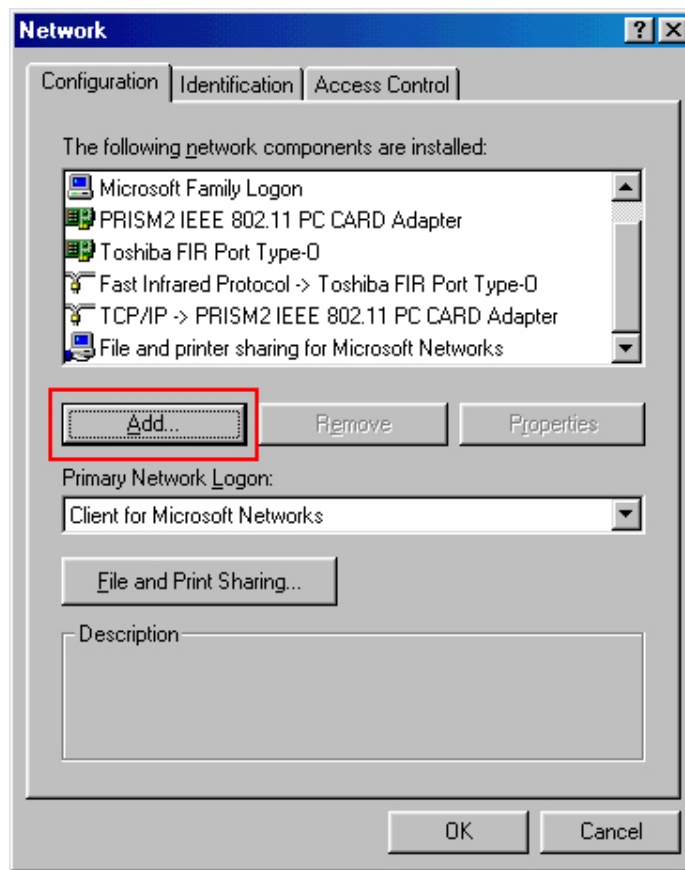 Network
Configuration Identification Access Control
The following network components are installed:
Microsoft Family Logon
PRISM2 IEEE 802.11 PC CARD Adapter
Toshiba FIR Port Type-O
Fast Infrared Protocol -> Toshiba FIR Port Type-O
TCP/IP -> PRISM2 IEEE 802.11 PC CARD Adapter
File and printer sharing for Microsoft Networks
Add... Remove Properties
Primary Network Logon:
Client for Microsoft Networks
File and Print Sharing...
Description
OK Cancel